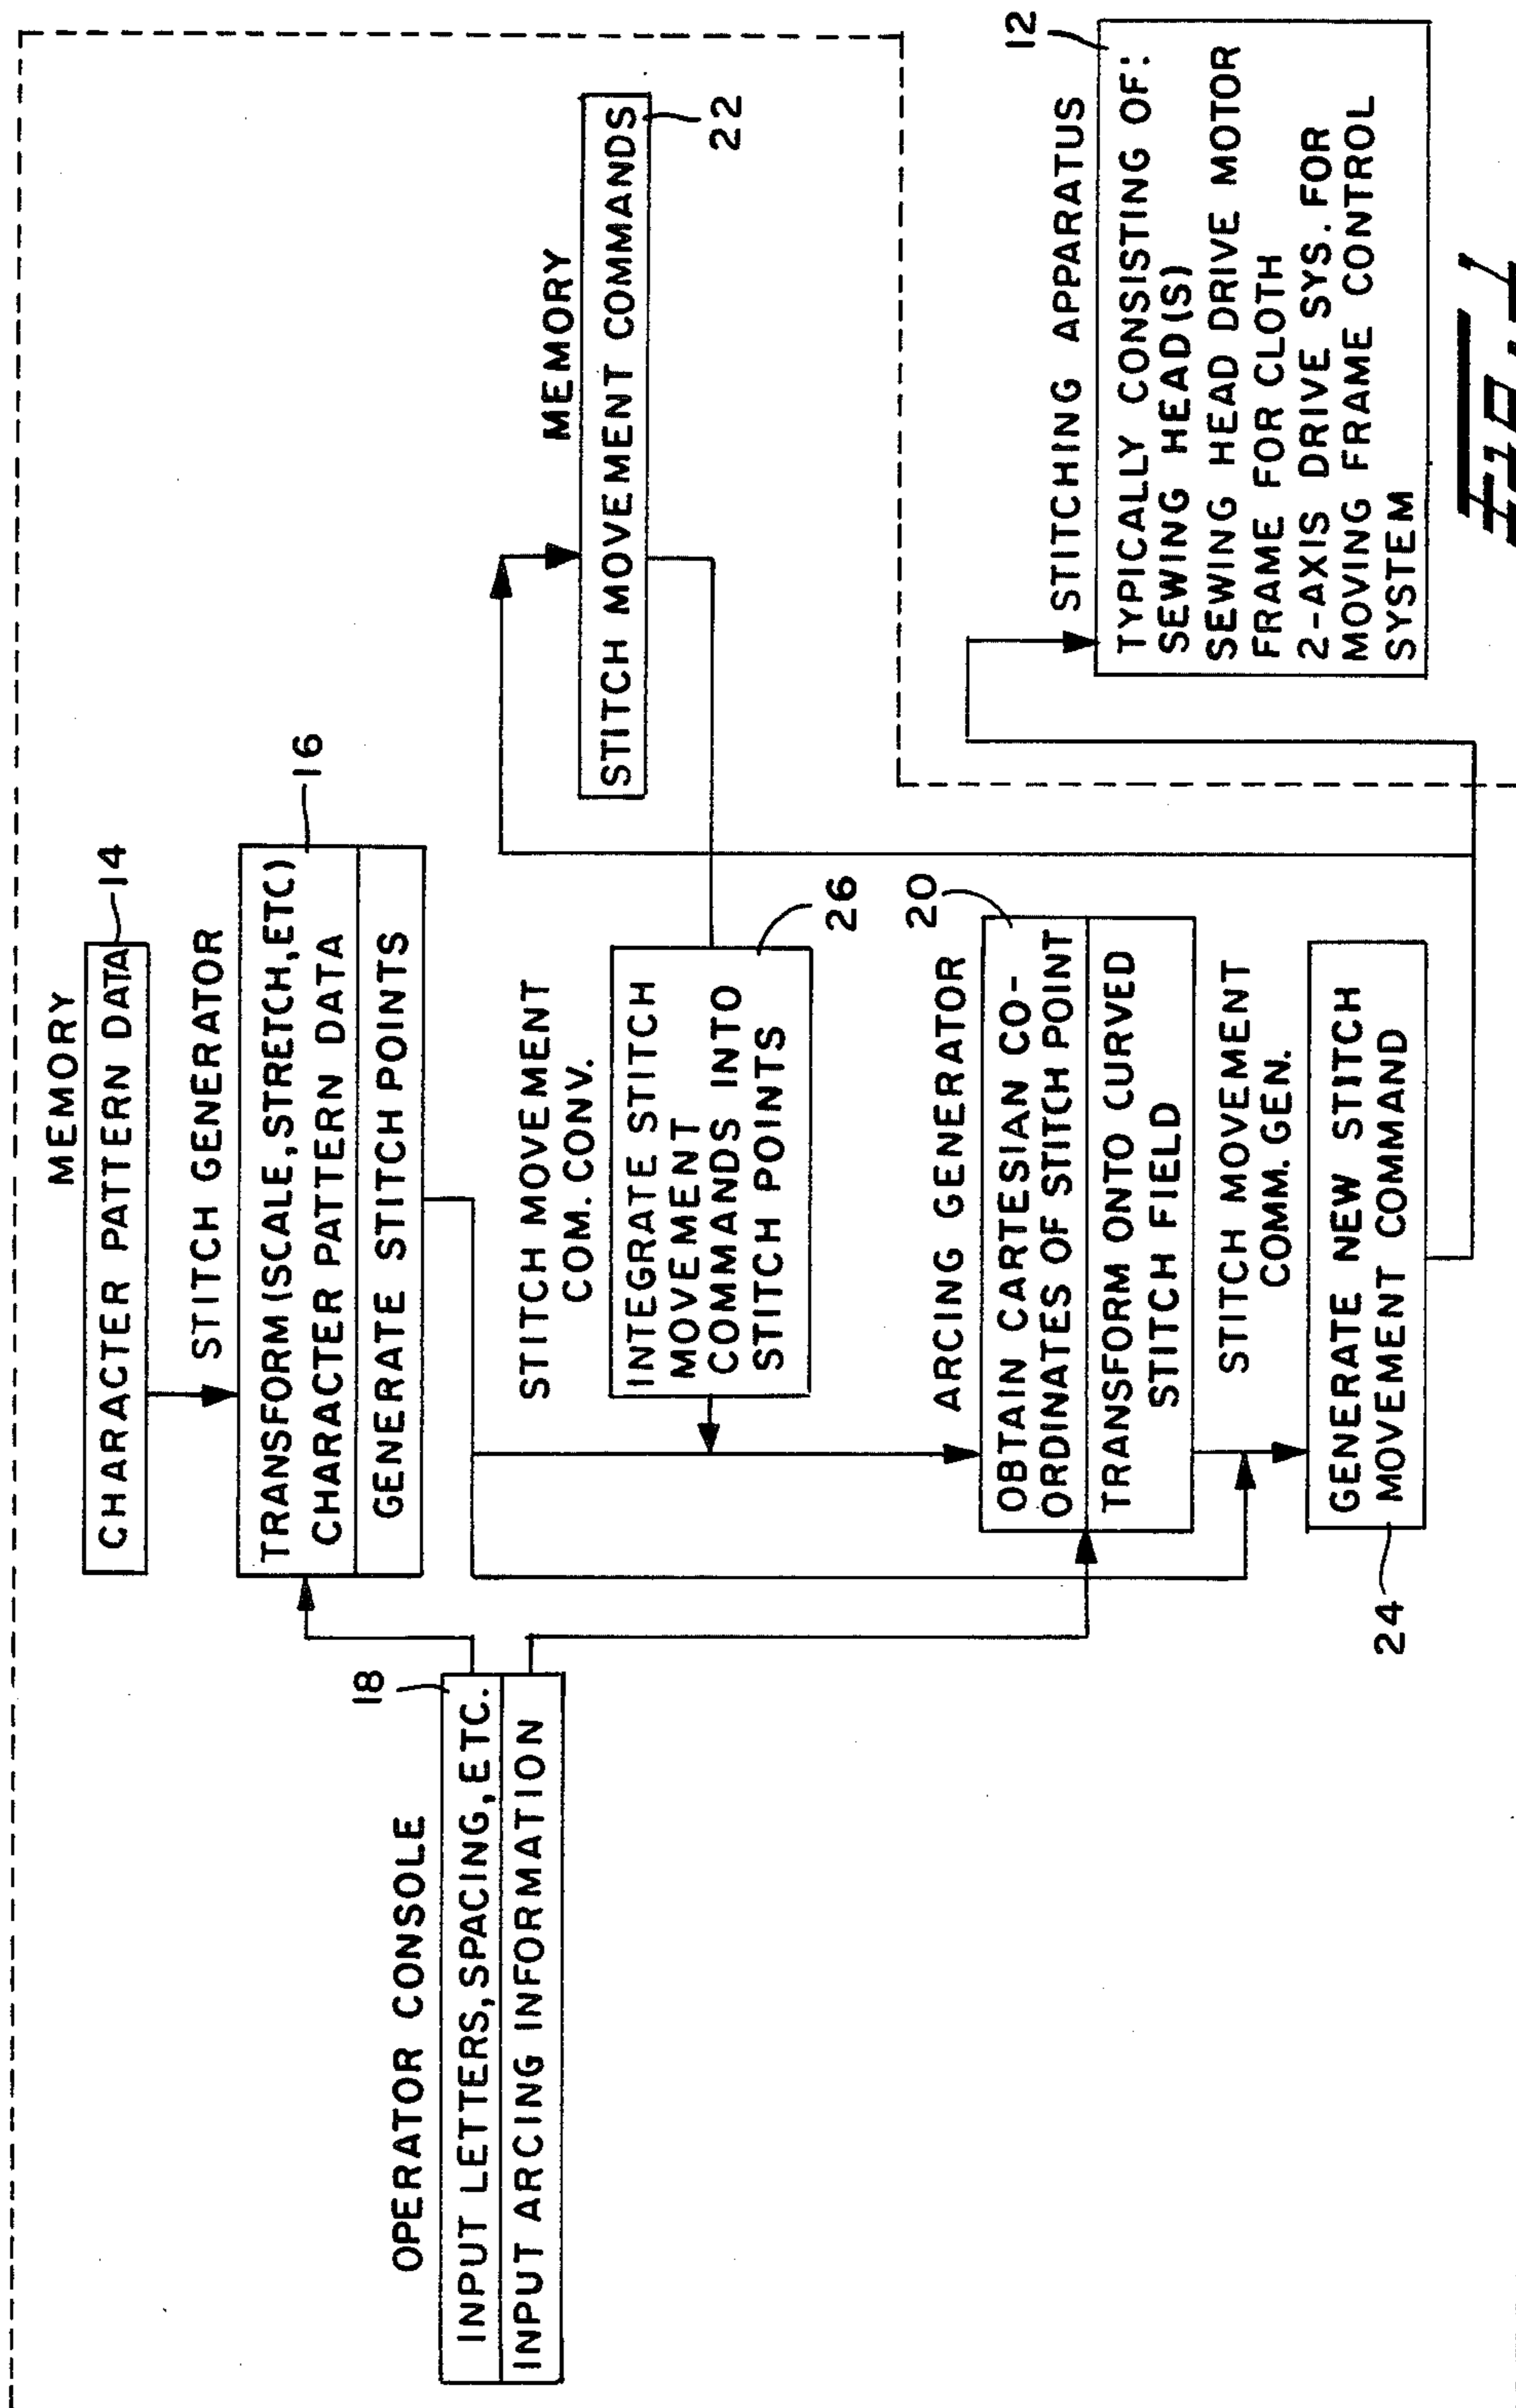 MEMORY
CHARACTER PATTERN DATA
14
STITCH GENERATOR
TRANSFORM (SCALE, STRETCH, ETC)
CHARACTER PATTERN DATA
GENERATE STITCH POINTS
16
OPERATOR CONSOLE
18
INPUT LETTERS, SPACING, ETC.
INPUT ARCING INFORMATION
STITCH MOVEMENT
COM. CONV.
INTEGRATE STITCH
MOVEMENT
COMMANDS INTO
STITCH POINTS
26
MEMORY
STITCH MOVEMENT COMMANDS
22
ARCING GENERATOR
20
OBTAIN CARTESIAN CO-
ORDINATES OF STITCH POINT
TRANSFORM ONTO CURVED
STITCH FIELD
STITCH MOVEMENT
COMM. GEN.
GENERATE NEW STITCH
MOVEMENT COMMAND
24
STITCHING APPARATUS
12
TYPICALLY CONSISTING OF:
SEWING HEAD(S)
SEWING HEAD DRIVE MOTOR
FRAME FOR CLOTH
2-AXIS DRIVE SYS. FOR
MOVING FRAME CONTROL
SYSTEM